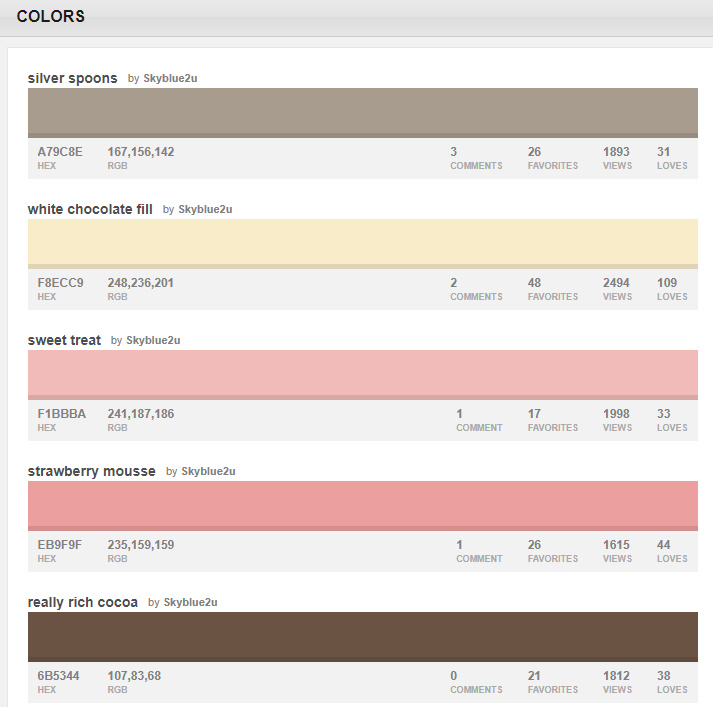 COLORS
silver spoons by Skyblue2u
A79C8E 167,156,142 3 26 1893 31
HEX RGB COMMENTS FAVORITES VIEWS LOVES
white chocolate fill by Skyblue2u
F8ECC9 248,236,201 2 48 2494 109
HEX RGB COMMENTS FAVORITES VIEWS LOVES
sweet treat by Skyblue2u
F1BBBA 241,187,186 1 17 1998 33
HEX RGB COMMENT FAVORITES VIEWS LOVES
strawberry mousse by Skyblue2u
EB9F9F 235,159,159 1 26 1615 44
HEX RGB COMMENT FAVORITES VIEWS LOVES
really rich cocoa by Skyblue2u
6B5344 107,83,68 0 21 1812 38
HEX RGB COMMENTS FAVORITES VIEWS LOVES